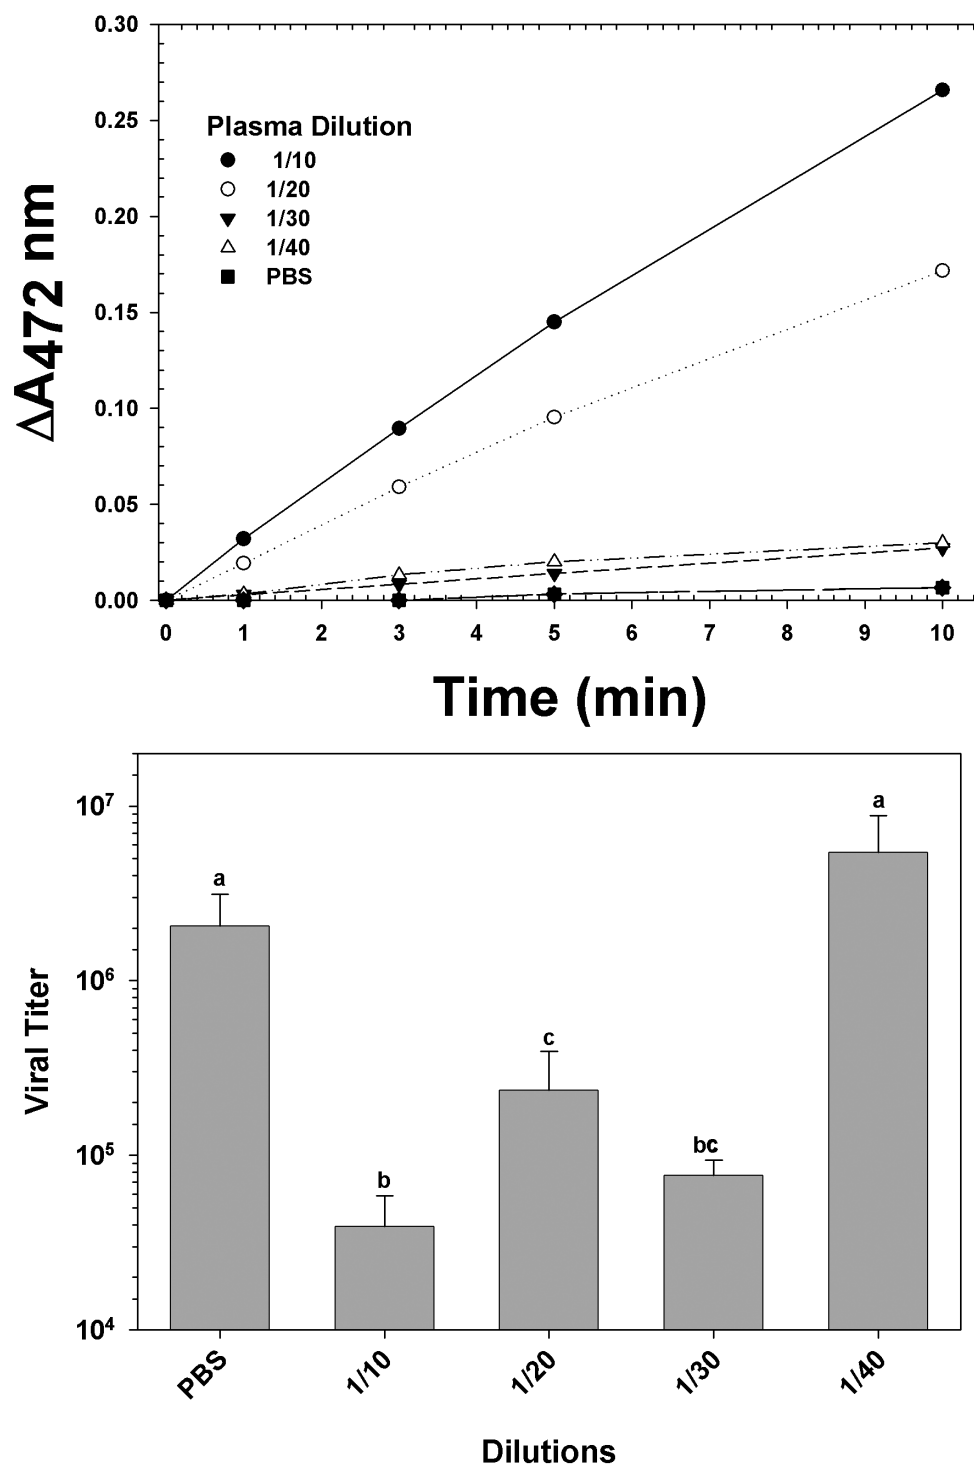 0.30
0.25
0.20
0.15
0.10
0.05
0.00
ΔA472 nm
Plasma Dilution
1/10
1/20
1/30
1/40
PBS
0 1 2 3 4 5 6 7 8 9 10
Time (min)
10⁷
10⁶
10⁵
10⁴
Viral Titer
a
b
c
bc
a
PBS 1/10 1/20 1/30 1/40
Dilutions